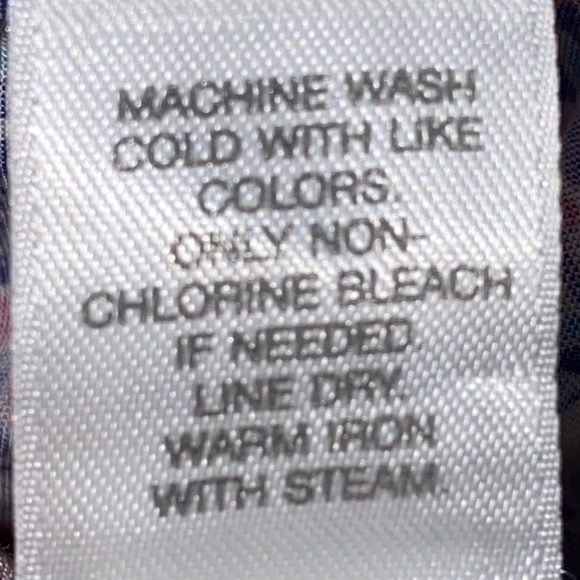 MACHINE WASH
COLD WITH LIKE
COLORS.
ONLY NON-
CHLORINE BLEACH
IF NEEDED.
LINE DRY.
WARM IRON
WITH STEAM.